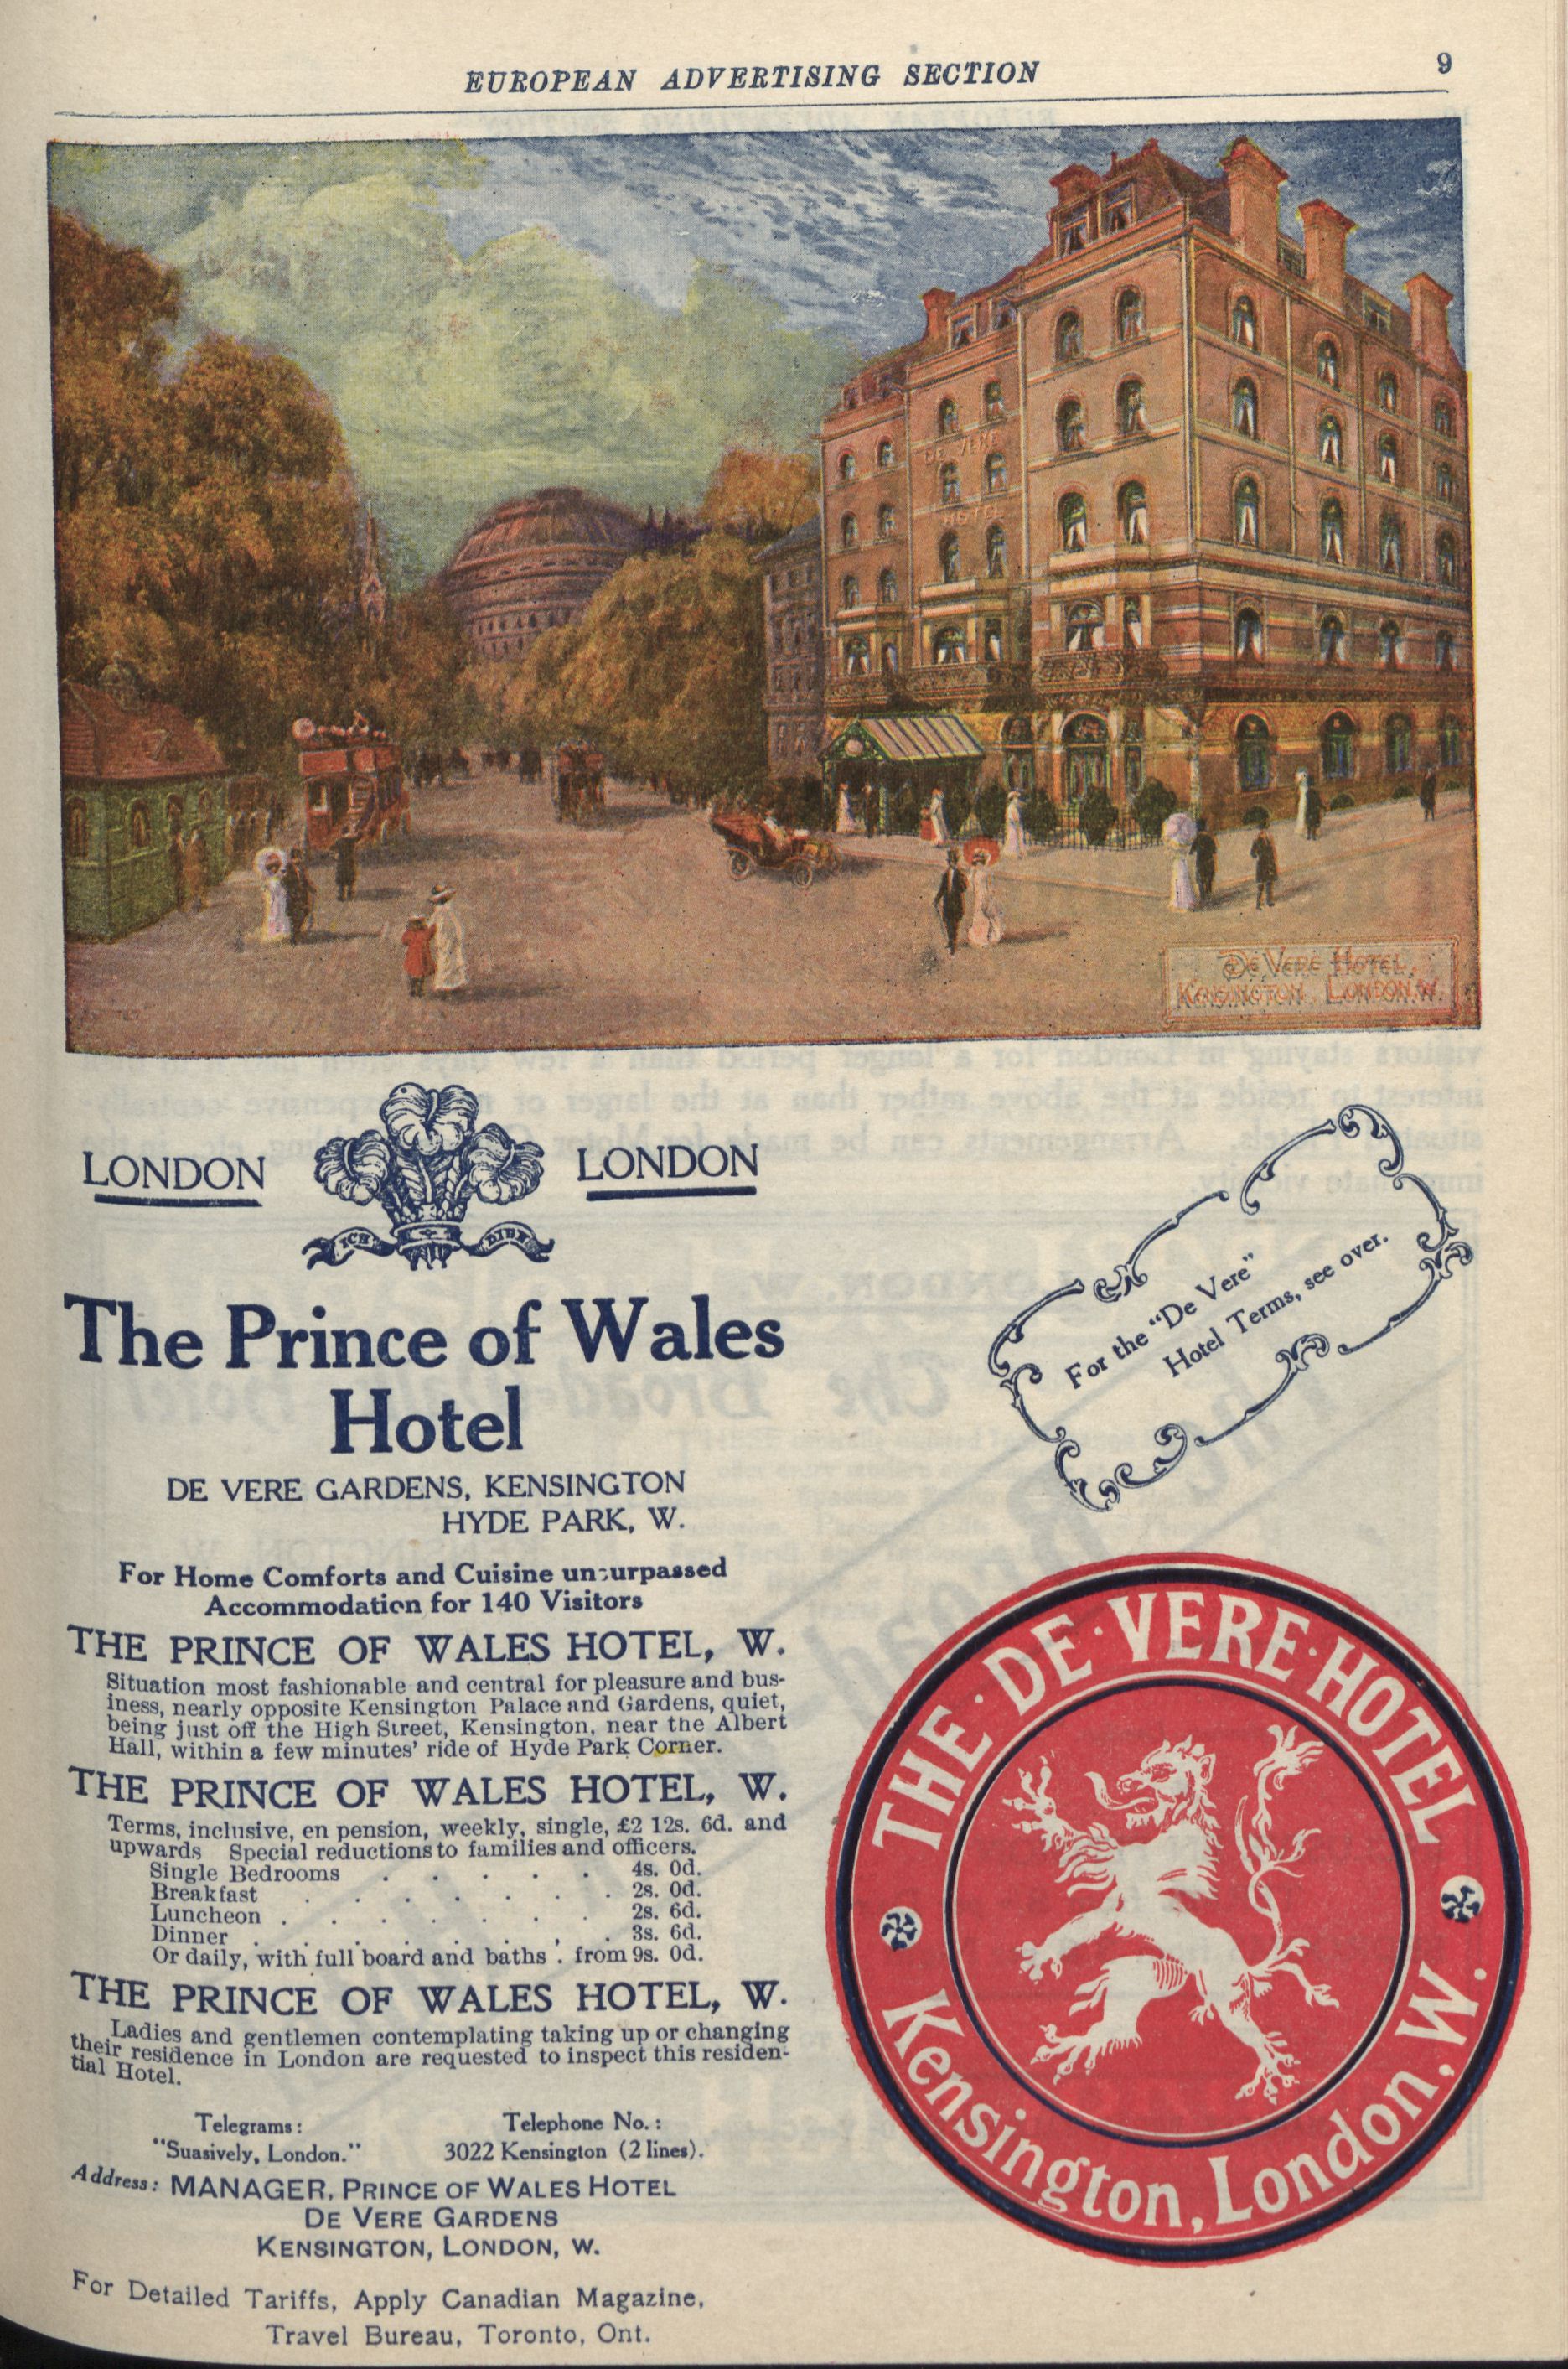 EUROPEAN ADVERTISING SECTION
9
DE VERE
HOTEL
DE VERE HOTEL,
KENSINGTON, LONDON, W.
LONDON
LONDON
ICH DIEN
The Prince of Wales
Hotel
DE VERE GARDENS, KENSINGTON
HYDE PARK, W.
For Home Comforts and Cuisine unsurpassed
Accommodation for 140 Visitors
THE PRINCE OF WALES HOTEL, W.
Situation most fashionable and central for pleasure and bus-
iness, nearly opposite Kensington Palace and Gardens, quiet,
being just off the High Street, Kensington, near the Albert
Hall, within a few minutes' ride of Hyde Park Corner.
THE PRINCE OF WALES HOTEL, W.
Terms, inclusive, en pension, weekly, single, £2 12s. 6d. and
upwards Special reductions to families and officers.
Single Bedrooms . . . . . 4s. 0d.
Breakfast . . . . . . . 2s. 0d.
Luncheon . . . . . . . 2s. 6d.
Dinner . . . . . . , . 3s. 6d.
Or daily, with full board and baths . from 9s. 0d.
THE PRINCE OF WALES HOTEL, W.
Ladies and gentlemen contemplating taking up or changing
their residence in London are requested to inspect this residen-
tial Hotel.
Telegrams:
"Suasively, London."
Telephone No.:
3022 Kensington (2 lines).
Address: MANAGER, PRINCE OF WALES HOTEL
DE VERE GARDENS
KENSINGTON, LONDON, W.
For Detailed Tariffs, Apply Canadian Magazine,
Travel Bureau, Toronto, Ont.
For the "De Vere"
Hotel Terms, see over.
THE · DE · VERE · HOTEL
Kensington, London, W.